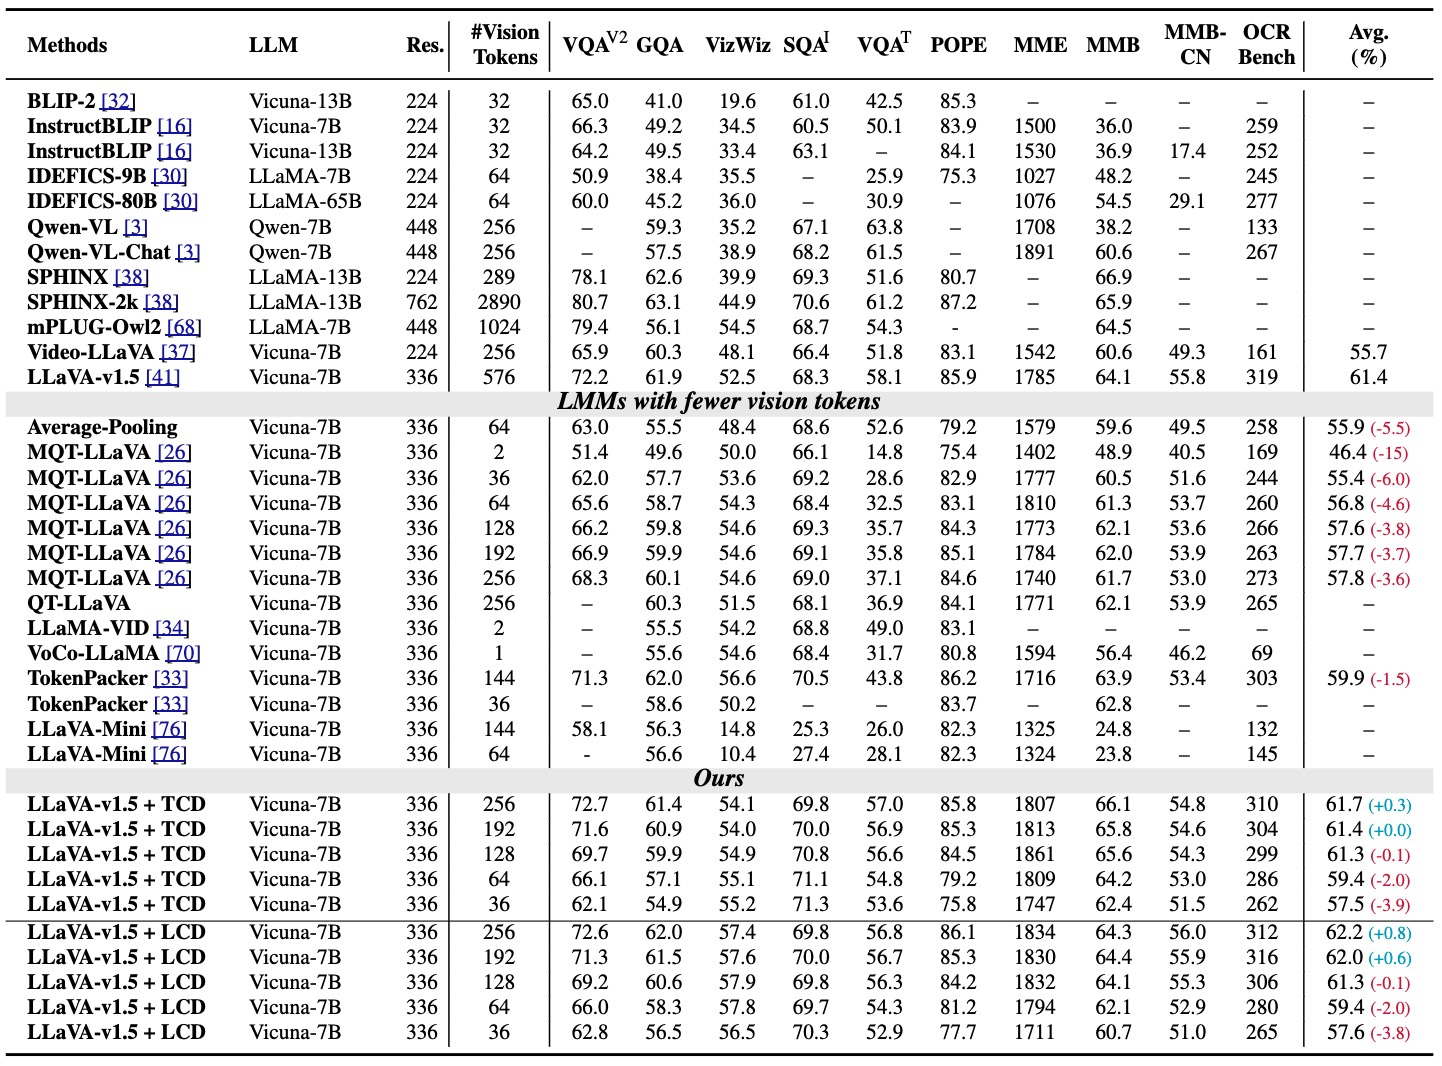 Methods LLM Res. #Vision Tokens VQA^V2 GQA VizWiz SQA^I VQA^T POPE MME MMB MMB-CN OCR Bench Avg. (%)
BLIP-2 [32] Vicuna-13B 224 32 65.0 41.0 19.6 61.0 42.5 85.3 – – – – –
InstructBLIP [16] Vicuna-7B 224 32 66.3 49.2 34.5 60.5 50.1 83.9 1500 36.0 – 259 –
InstructBLIP [16] Vicuna-13B 224 32 64.2 49.5 33.4 63.1 – 84.1 1530 36.9 17.4 252 –
IDEFICS-9B [30] LLaMA-7B 224 64 50.9 38.4 35.5 – 25.9 75.3 1027 48.2 – 245 –
IDEFICS-80B [30] LLaMA-65B 224 64 60.0 45.2 36.0 – 30.9 – 1076 54.5 29.1 277 –
Qwen-VL [3] Qwen-7B 448 256 – 59.3 35.2 67.1 63.8 – 1708 38.2 – 133 –
Qwen-VL-Chat [3] Qwen-7B 448 256 – 57.5 38.9 68.2 61.5 – 1891 60.6 – 267 –
SPHINX [38] LLaMA-13B 224 289 78.1 62.6 39.9 69.3 51.6 80.7 – 66.9 – – –
SPHINX-2k [38] LLaMA-13B 762 2890 80.7 63.1 44.9 70.6 61.2 87.2 – 65.9 – – –
mPLUG-Owl2 [68] LLaMA-7B 448 1024 79.4 56.1 54.5 68.7 54.3 - – 64.5 – – –
Video-LLaVA [37] Vicuna-7B 224 256 65.9 60.3 48.1 66.4 51.8 83.1 1542 60.6 49.3 161 55.7
LLaVA-v1.5 [41] Vicuna-7B 336 576 72.2 61.9 52.5 68.3 58.1 85.9 1785 64.1 55.8 319 61.4
LMMs with fewer vision tokens
Average-Pooling Vicuna-7B 336 64 63.0 55.5 48.4 68.6 52.6 79.2 1579 59.6 49.5 258 55.9 (-5.5)
MQT-LLaVA [26] Vicuna-7B 336 2 51.4 49.6 50.0 66.1 14.8 75.4 1402 48.9 40.5 169 46.4 (-15)
MQT-LLaVA [26] Vicuna-7B 336 36 62.0 57.7 53.6 69.2 28.6 82.9 1777 60.5 51.6 244 55.4 (-6.0)
MQT-LLaVA [26] Vicuna-7B 336 64 65.6 58.7 54.3 68.4 32.5 83.1 1810 61.3 53.7 260 56.8 (-4.6)
MQT-LLaVA [26] Vicuna-7B 336 128 66.2 59.8 54.6 69.3 35.7 84.3 1773 62.1 53.6 266 57.6 (-3.8)
MQT-LLaVA [26] Vicuna-7B 336 192 66.9 59.9 54.6 69.1 35.8 85.1 1784 62.0 53.9 263 57.7 (-3.7)
MQT-LLaVA [26] Vicuna-7B 336 256 68.3 60.1 54.6 69.0 37.1 84.6 1740 61.7 53.0 273 57.8 (-3.6)
QT-LLaVA Vicuna-7B 336 256 – 60.3 51.5 68.1 36.9 84.1 1771 62.1 53.9 265 –
LLaMA-VID [34] Vicuna-7B 336 2 – 55.5 54.2 68.8 49.0 83.1 – – – – –
VoCo-LLaMA [70] Vicuna-7B 336 1 – 55.6 54.6 68.4 31.7 80.8 1594 56.4 46.2 69 –
TokenPacker [33] Vicuna-7B 336 144 71.3 62.0 56.6 70.5 43.8 86.2 1716 63.9 53.4 303 59.9 (-1.5)
TokenPacker [33] Vicuna-7B 336 36 – 58.6 50.2 – – 83.7 – 62.8 – – –
LLaVA-Mini [76] Vicuna-7B 336 144 58.1 56.3 14.8 25.3 26.0 82.3 1325 24.8 – 132 –
LLaVA-Mini [76] Vicuna-7B 336 64 - 56.6 10.4 27.4 28.1 82.3 1324 23.8 – 145 –
Ours
LLaVA-v1.5 + TCD Vicuna-7B 336 256 72.7 61.4 54.1 69.8 57.0 85.8 1807 66.1 54.8 310 61.7 (+0.3)
LLaVA-v1.5 + TCD Vicuna-7B 336 192 71.6 60.9 54.0 70.0 56.9 85.3 1813 65.8 54.6 304 61.4 (+0.0)
LLaVA-v1.5 + TCD Vicuna-7B 336 128 69.7 59.9 54.9 70.8 56.6 84.5 1861 65.6 54.3 299 61.3 (-0.1)
LLaVA-v1.5 + TCD Vicuna-7B 336 64 66.1 57.1 55.1 71.1 54.8 79.2 1809 64.2 53.0 286 59.4 (-2.0)
LLaVA-v1.5 + TCD Vicuna-7B 336 36 62.1 54.9 55.2 71.3 53.6 75.8 1747 62.4 51.5 262 57.5 (-3.9)
LLaVA-v1.5 + LCD Vicuna-7B 336 256 72.6 62.0 57.4 69.8 56.8 86.1 1834 64.3 56.0 312 62.2 (+0.8)
LLaVA-v1.5 + LCD Vicuna-7B 336 192 71.3 61.5 57.6 70.0 56.7 85.3 1830 64.4 55.9 316 62.0 (+0.6)
LLaVA-v1.5 + LCD Vicuna-7B 336 128 69.2 60.6 57.9 69.8 56.3 84.2 1832 64.1 55.3 306 61.3 (-0.1)
LLaVA-v1.5 + LCD Vicuna-7B 336 64 66.0 58.3 57.8 69.7 54.3 81.2 1794 62.1 52.9 280 59.4 (-2.0)
LLaVA-v1.5 + LCD Vicuna-7B 336 36 62.8 56.5 56.5 70.3 52.9 77.7 1711 60.7 51.0 265 57.6 (-3.8)